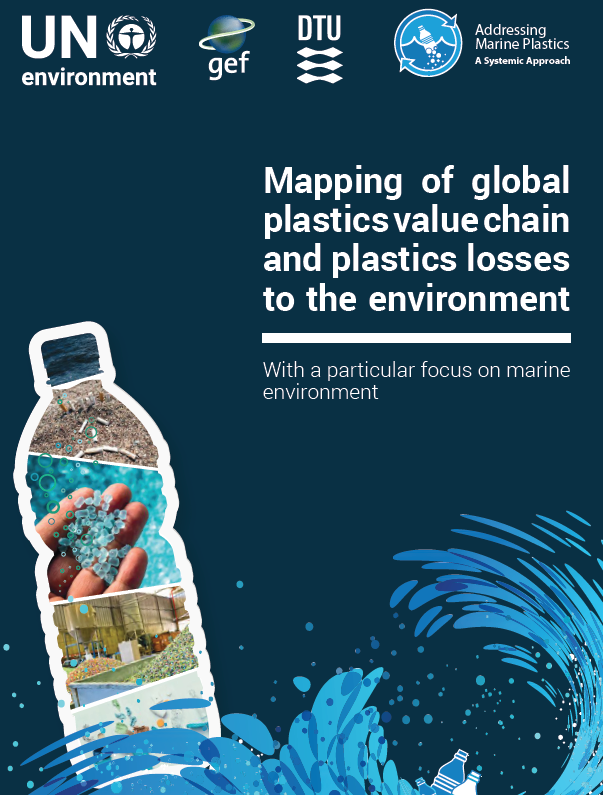 UN
environment
gef
DTU
Addressing
Marine Plastics
A Systemic Approach
Mapping of global
plastics value chain
and plastics losses
to the environment
With a particular focus on marine
environment